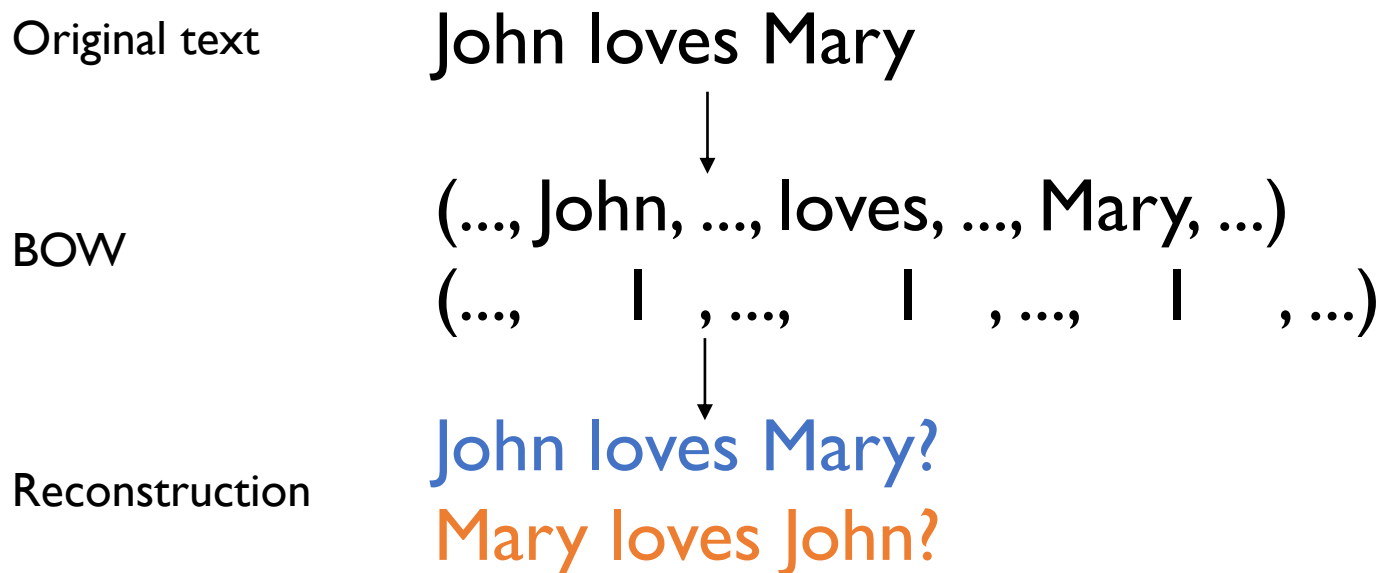 Original text
John loves Mary
BOW
(..., John, ..., loves, ..., Mary, ...)
(..., 1 , ..., 1 , ..., 1 , ...)
Reconstruction
John loves Mary?
Mary loves John?